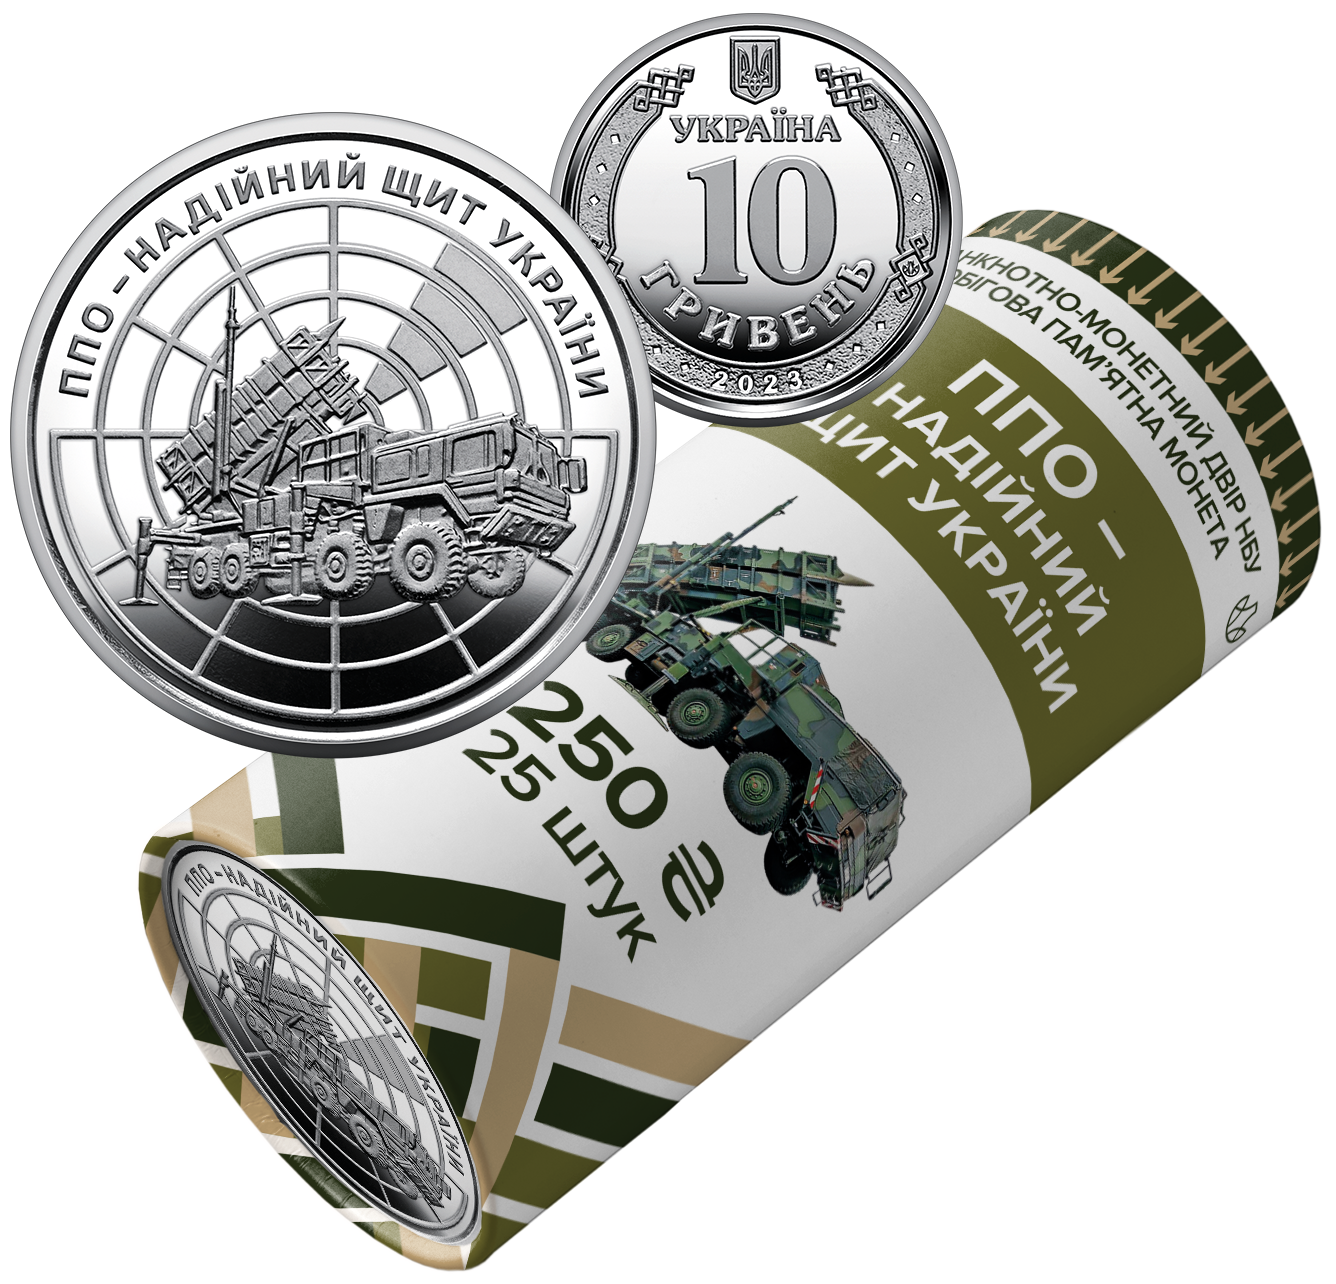 ППО – НАДІЙНИЙ ЩИТ УКРАЇНИ
УКРАЇНА
10
ГРИВЕНЬ
2023
НКНОТНО-МОНЕТНИЙ ДВІР НБУ
ОБІГОВА ПАМ'ЯТНА МОНЕТА
ППО –
НАДІЙНИЙ
ЩИТ УКРАЇНИ
250 ₴
25 ШТУК
ППО – НАДІЙНИЙ ЩИТ УКРАЇНИ